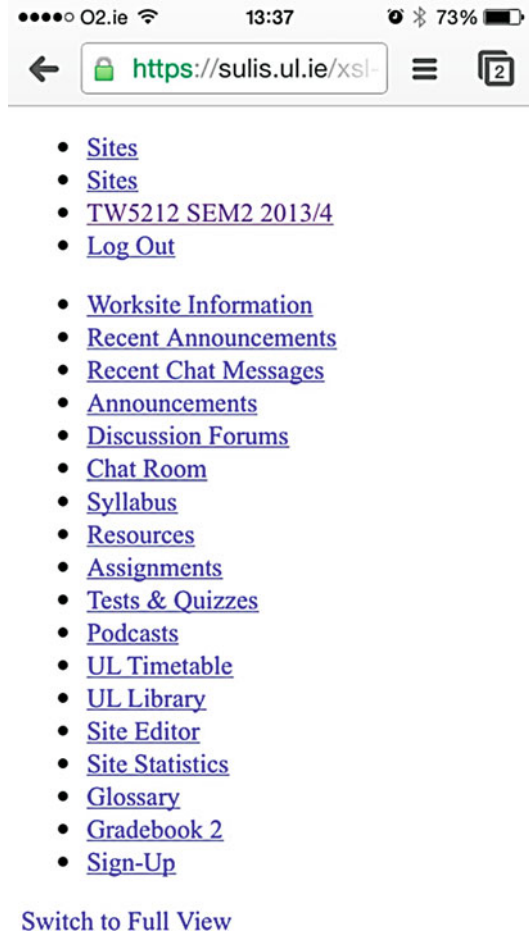 O2.ie 13:37 73%
https://sulis.ul.ie/xsl- 2
Sites
Sites
TW5212 SEM2 2013/4
Log Out
Worksite Information
Recent Announcements
Recent Chat Messages
Announcements
Discussion Forums
Chat Room
Syllabus
Resources
Assignments
Tests & Quizzes
Podcasts
UL Timetable
UL Library
Site Editor
Site Statistics
Glossary
Gradebook 2
Sign-Up
Switch to Full View